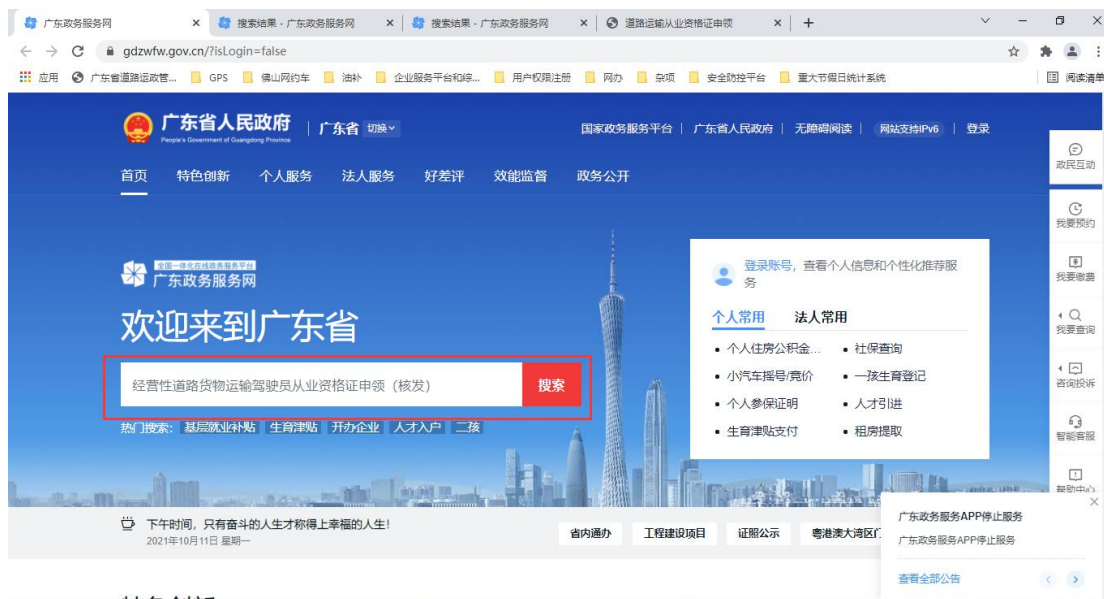 广东政务服务网 搜索结果 - 广东政务服务网 搜索结果 - 广东政务服务网 道路运输从业资格证申领
gdzwfw.gov.cn/?isLogin=false
应用 广东省道路运政管... GPS 佛山网约车 油补 企业服务平台和综... 用户权限注册 网办 杂项 安全防控平台 重大节假日统计系统 阅读清单
广东省人民政府 广东省 切换 国家政务服务平台 广东省人民政府 无障碍阅读 网站支持IPv6 登录
People's Government of Guangdong Province
首页 特色创新 个人服务 法人服务 好差评 效能监督 政务公开
政民互动
我要预约
我要缴费
我要查询
咨询投诉
智能客服
帮助中心
全国一体化在线政务服务平台
广东政务服务网
欢迎来到广东省
经营性道路货物运输驾驶员从业资格证申领（核发） 搜索
热门搜索: 基层就业补贴 生育津贴 开办企业 人才入户 二孩
登录账号，查看个人信息和个性化推荐服
务
个人常用 法人常用
• 个人住房公积金... • 社保查询
• 小汽车摇号/竞价 • 一孩生育登记
• 个人参保证明 • 人才引进
• 生育津贴支付 • 租房提取
下午时间，只有奋斗的人生才称得上幸福的人生!
2021年10月11日 星期一
省内通办 工程建设项目 证照公示 粤港澳大湾区
广东政务服务APP停止服务
广东政务服务APP停止服务
查看全部公告